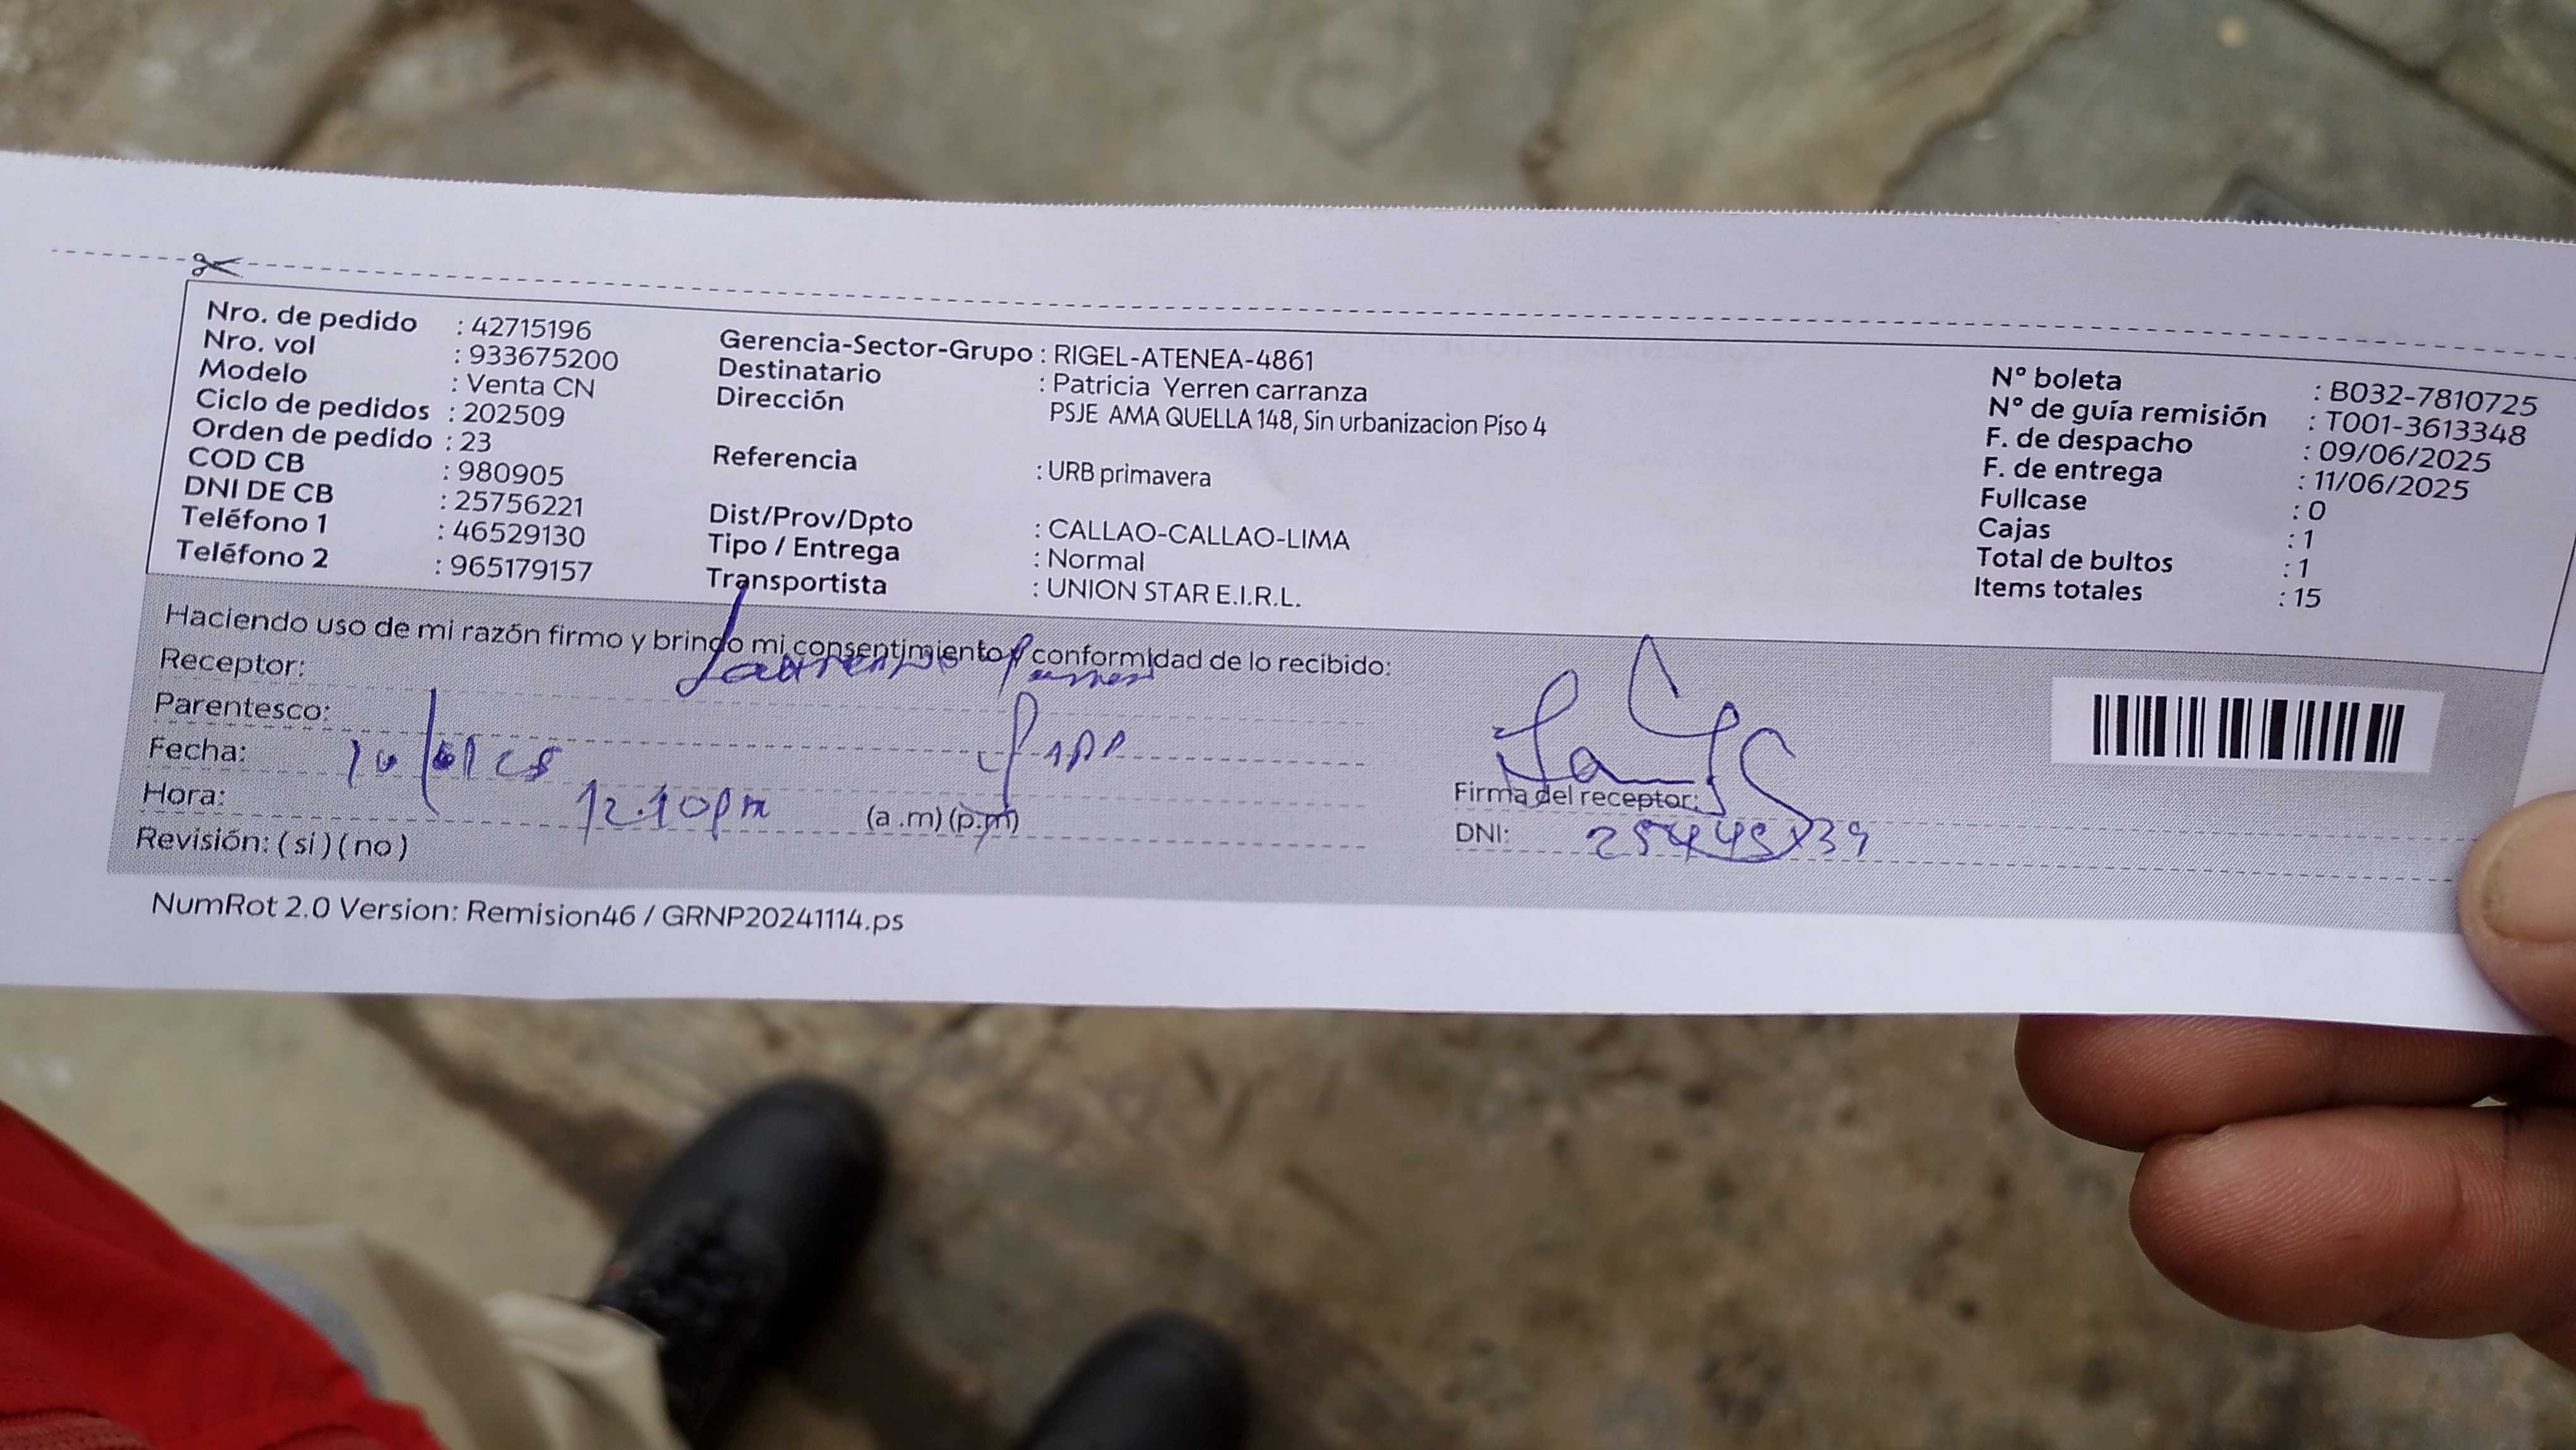 Nro. de pedido : 42715196
Nro. vol : 933675200
Modelo : Venta CN
Ciclo de pedidos : 202509
Orden de pedido : 23
COD CB : 980905
DNI DE CB : 25756221
Teléfono 1 : 46529130
Teléfono 2 : 965179157
Gerencia-Sector-Grupo : RIGEL-ATENEA-4861
Destinatario : Patricia Yerren carranza
Dirección PSJE AMA QUELLA 148, Sin urbanizacion Piso 4
Referencia : URB primavera
Dist/Prov/Dpto : CALLAO-CALLAO-LIMA
Tipo / Entrega : Normal
Transportista : UNION STAR E.I.R.L.
N° boleta : B032-7810725
N° de guía remisión : T001-3613348
F. de despacho : 09/06/2025
F. de entrega : 11/06/2025
Fullcase : 0
Cajas : 1
Total de bultos : 1
Items totales : 15
Haciendo uso de mi razón firmo y brindo mi consentimiento y conformidad de lo recibido:
Receptor:
Parentesco:
Fecha:
Hora: 12.10pm (a .m) (p.m)
Revisión: ( si ) ( no )
Firma del receptor:
DNI:
NumRot 2.0 Version: Remision46 / GRNP20241114.ps